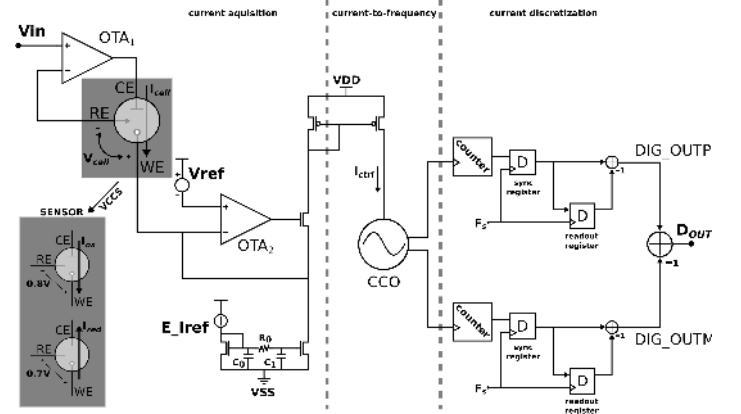 current aquisition
current-to-frequency
current discretization
Vin
OTA1
CE
Icell
RE
Vcell
WE
VCCS
SENSOR
CE
Iox
RE
0.8V
WE
CE
Ired
RE
0.7V
WE
Vref
OTA2
E_Iref
R0
C0
C1
VSS
VDD
Ictrl
CCO
counter
D
sync
register
Fs
D
readout
register
-1
DIG_OUTP
DOUT
-1
counter
D
sync
register
Fs
D
readout
register
-1
DIG_OUTM